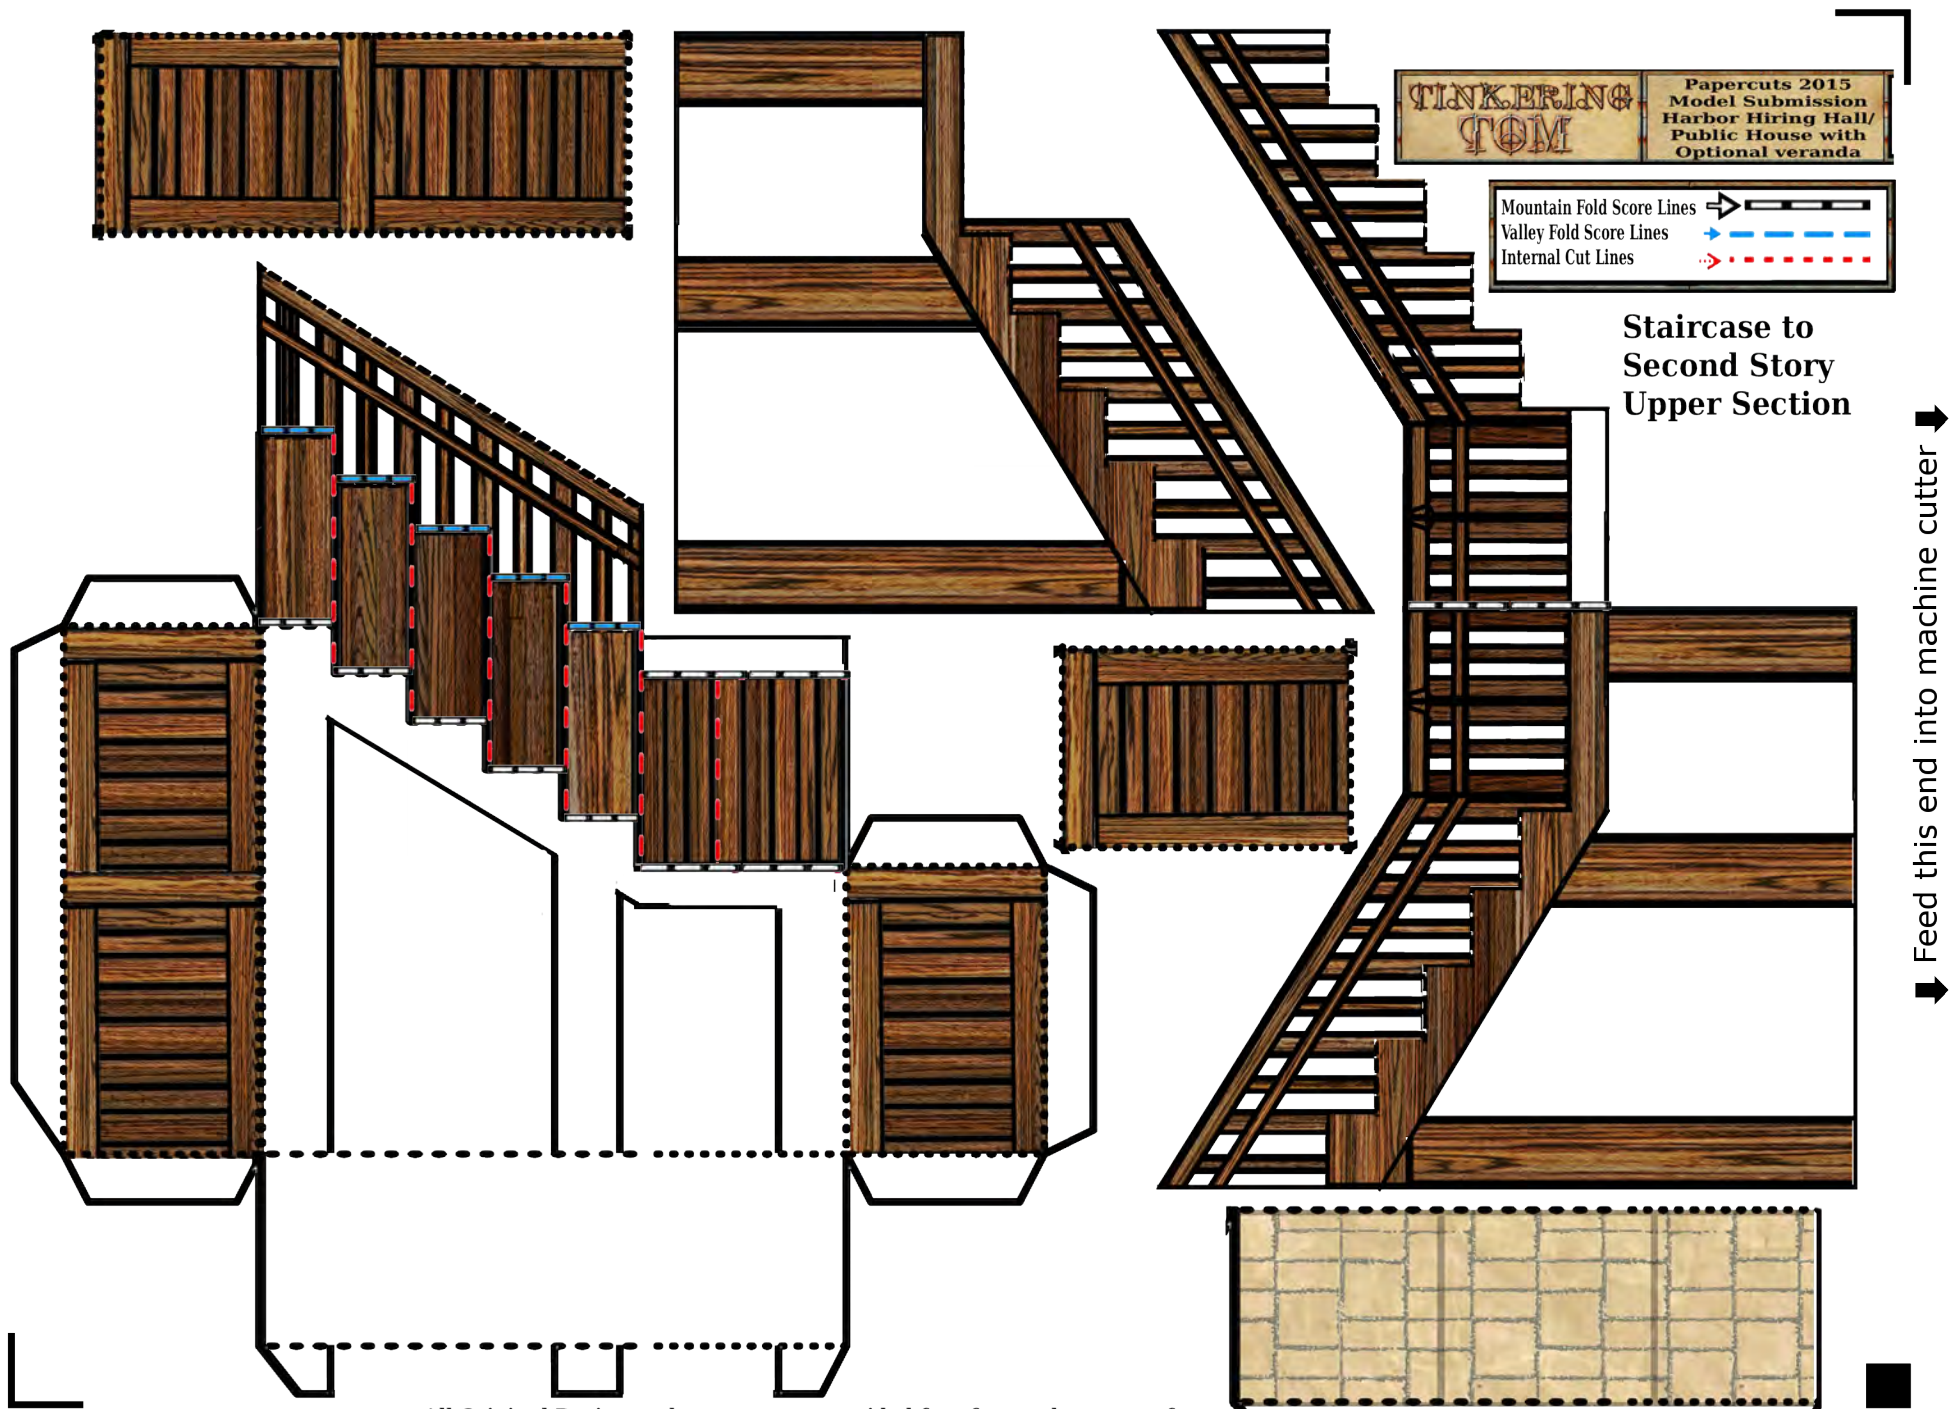 TINKERING
TOM
Papercuts 2015
Model Submission
Harbor Hiring Hall/
Public House with
Optional veranda
Mountain Fold Score Lines
Valley Fold Score Lines
Internal Cut Lines
Staircase to
Second Story
Upper Section
Feed this end into machine cutter